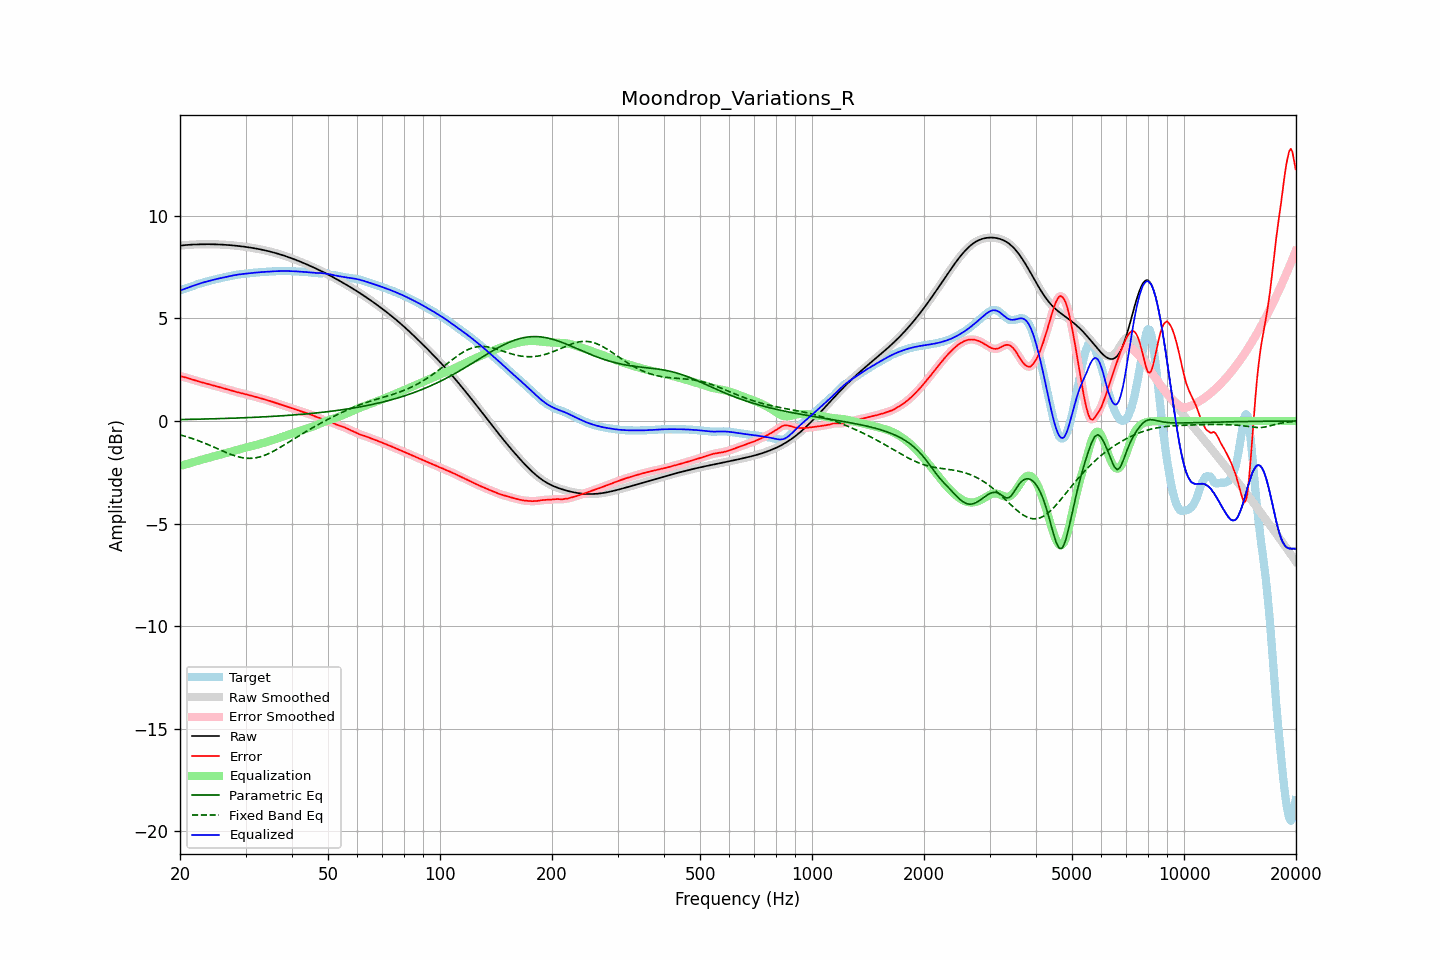 Moondrop_Variations_R
Amplitude (dBr)
10
5
0
−5
−10
−15
−20
Target
Raw Smoothed
Error Smoothed
Raw
Error
Equalization
Parametric Eq
Fixed Band Eq
Equalized
20 50 100 200 500 1000 2000 5000 10000 20000
Frequency (Hz)